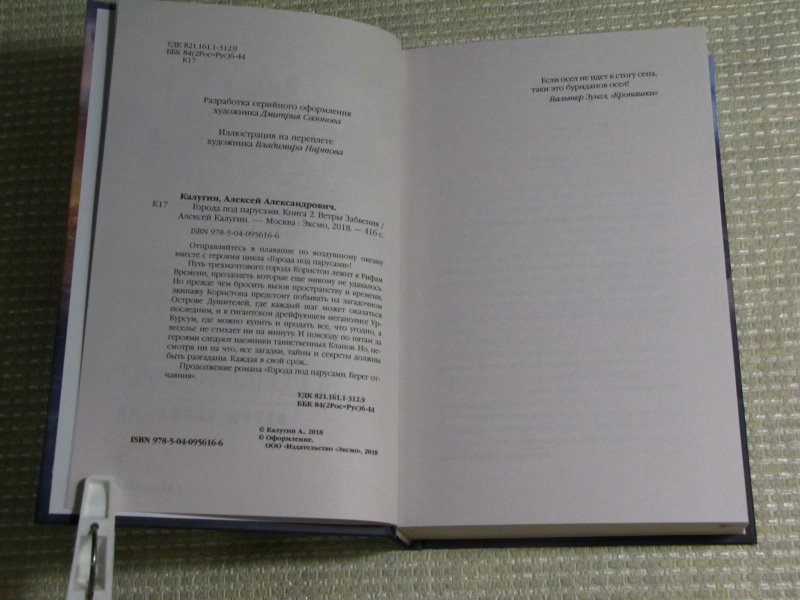 УДК 821.161.1-312.9
ББК 84(2Рос=Рус)6-44
К17
Разработка серийного оформления
художника Дмитрия Сазонова
Иллюстрация на переплете
художника Владимира Нартова
Калугин, Алексей Александрович.
К17 Города под парусами. Книга 2. Ветры Забвения /
Алексей Калугин. — Москва : Эксмо, 2018. — 416 с.
ISBN 978-5-04-095616-6
Отправляйтесь в плавание по воздушному океану
вместе с героями цикла «Города под парусами»!
Путь трехмачтового города Корнстон лежит к Рифам
Времени, преодолеть которые еще никому не удавалось.
Но прежде чем бросить вызов пространству и времени,
экипажу Корнстона предстоит побывать на загадочном
Острове Душителей, где каждый шаг может оказаться
последним, и в гигантском дрейфующем мегаполисе Ур-
Курсум, где можно купить и продать все, что угодно, а
веселье не стихает ни на минуту. И повсюду по пятам за
героями следуют наемники таинственных Кланов. Но, не-
смотря ни на что, все загадки, тайны и секреты должны
быть разгаданы. Каждая в свой срок...
Продолжение романа «Города под парусами. Берег от-
чаяния».
УДК 821.161.1-312.9
ББК 84(2Рос=Рус)6-44
© Калугин А., 2018
© Оформление.
ООО «Издательство «Эксмо», 2018
ISBN 978-5-04-095616-6
Если осел не идет к стогу сена,
таки это буриданов осел!
Вальтер Зунгл, «Кропашки»